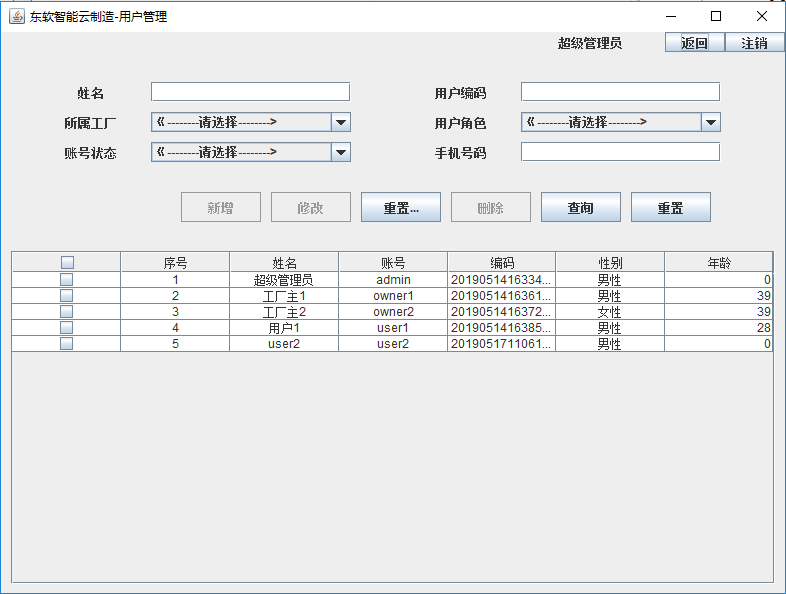 东软智能云制造-用户管理
超级管理员 返回 注销
姓名 用户编码
所属工厂 《 --------请选择--------> 用户角色 《 --------请选择-------->
账号状态 《 --------请选择--------> 手机号码
新增 修改 重置... 删除 查询 重置
序号 姓名 账号 编码 性别 年龄
1 超级管理员 admin 2019051416334... 男性 0
2 工厂主1 owner1 2019051416361... 男性 39
3 工厂主2 owner2 2019051416372... 女性 39
4 用户1 user1 2019051416385... 男性 28
5 user2 user2 2019051711061... 男性 0